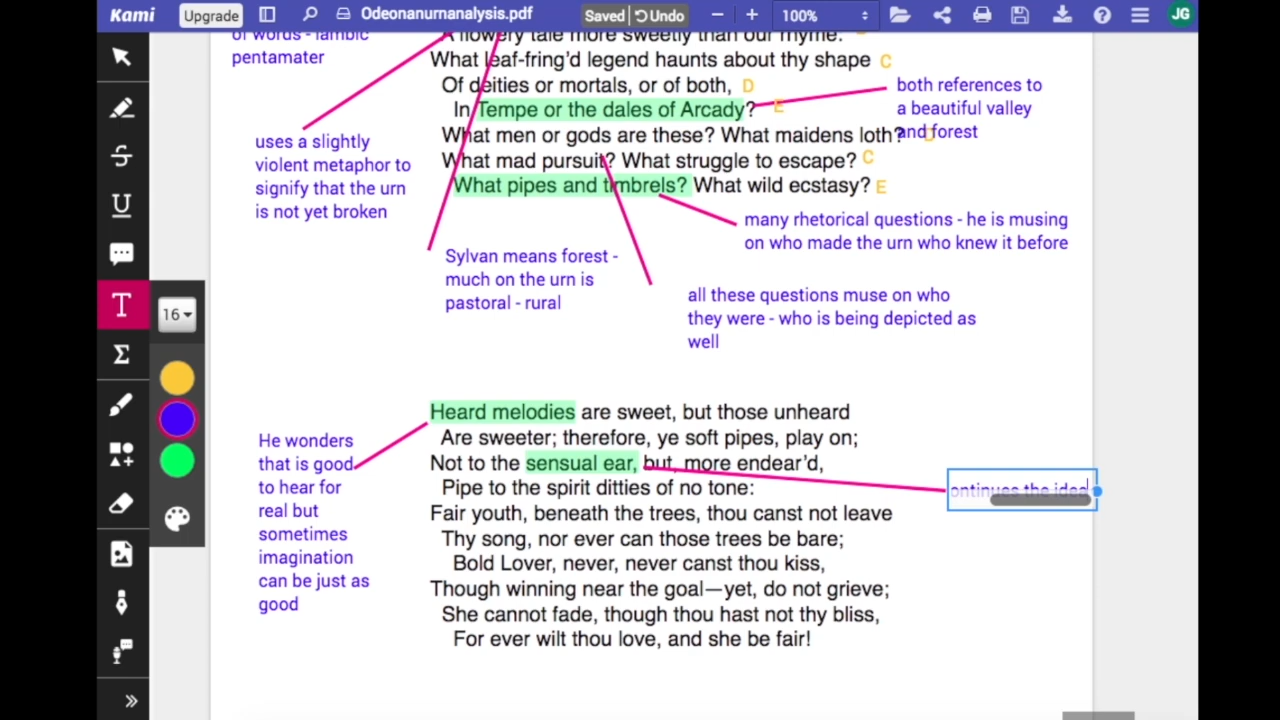 Kami
Upgrade
Odeonanurnanalysis.pdf
Saved
Undo
100%
JG
of words - iambic
pentamater
A flowery tale more sweetly than our rhyme:
What leaf-fring'd legend haunts about thy shape C
Of deities or mortals, or of both, D
In Tempe or the dales of Arcady? E
What men or gods are these? What maidens loth? D
What mad pursuit? What struggle to escape? C
What pipes and timbrels? What wild ecstasy? E
both references to
a beautiful valley
and forest
uses a slightly
violent metaphor to
signify that the urn
is not yet broken
many rhetorical questions - he is musing
on who made the urn who knew it before
Sylvan means forest -
much on the urn is
pastoral - rural
all these questions muse on who
they were - who is being depicted as
well
T
16
Heard melodies are sweet, but those unheard
Are sweeter; therefore, ye soft pipes, play on;
Not to the sensual ear, but, more endear'd,
Pipe to the spirit ditties of no tone:
Fair youth, beneath the trees, thou canst not leave
Thy song, nor ever can those trees be bare;
Bold Lover, never, never canst thou kiss,
Though winning near the goal—yet, do not grieve;
She cannot fade, though thou hast not thy bliss,
For ever wilt thou love, and she be fair!
He wonders
that is good
to hear for
real but
sometimes
imagination
can be just as
good
ontinues the idea